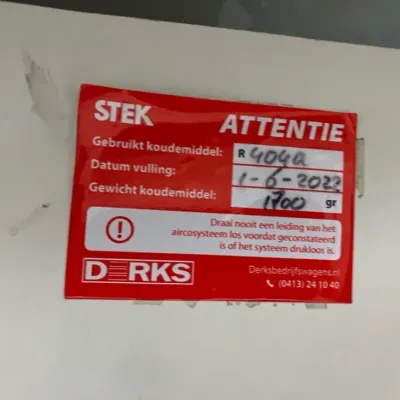 STEK ATTENTIE
Gebruikt koudemiddel: R 404a
Datum vulling: 1-6-2022
Gewicht koudemiddel: 1700 gr
Draai nooit een leiding van het
aircosysteem los voordat geconstateerd
is of het systeem drukloos is.
DERKS
Derksbedrijfswagens.nl
(0413) 24 10 40